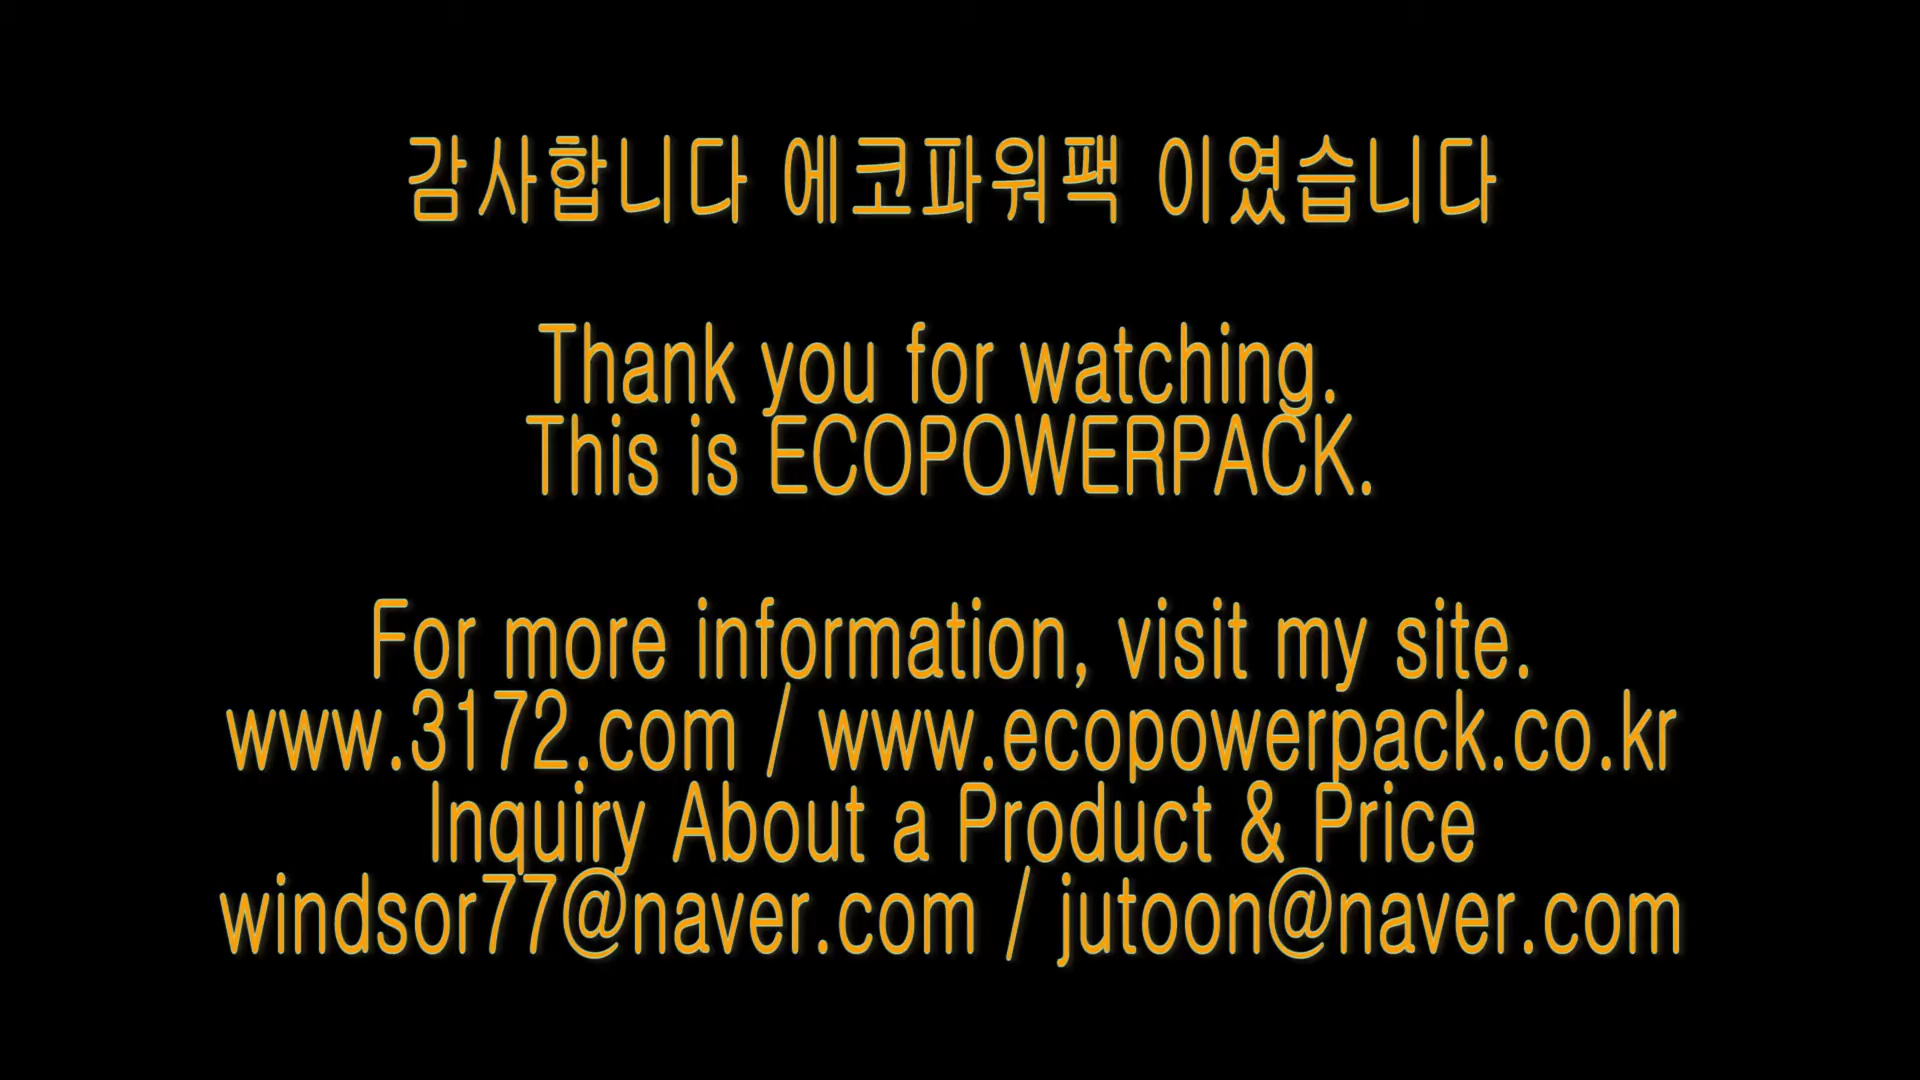 감사합니다 에코파워팩 이였습니다
Thank you for watching.
This is ECOPOWERPACK.
For more information, visit my site.
www.3172.com / www.ecopowerpack.co.kr
Inquiry About a Product & Price
windsor77@naver.com / jutoon@naver.com